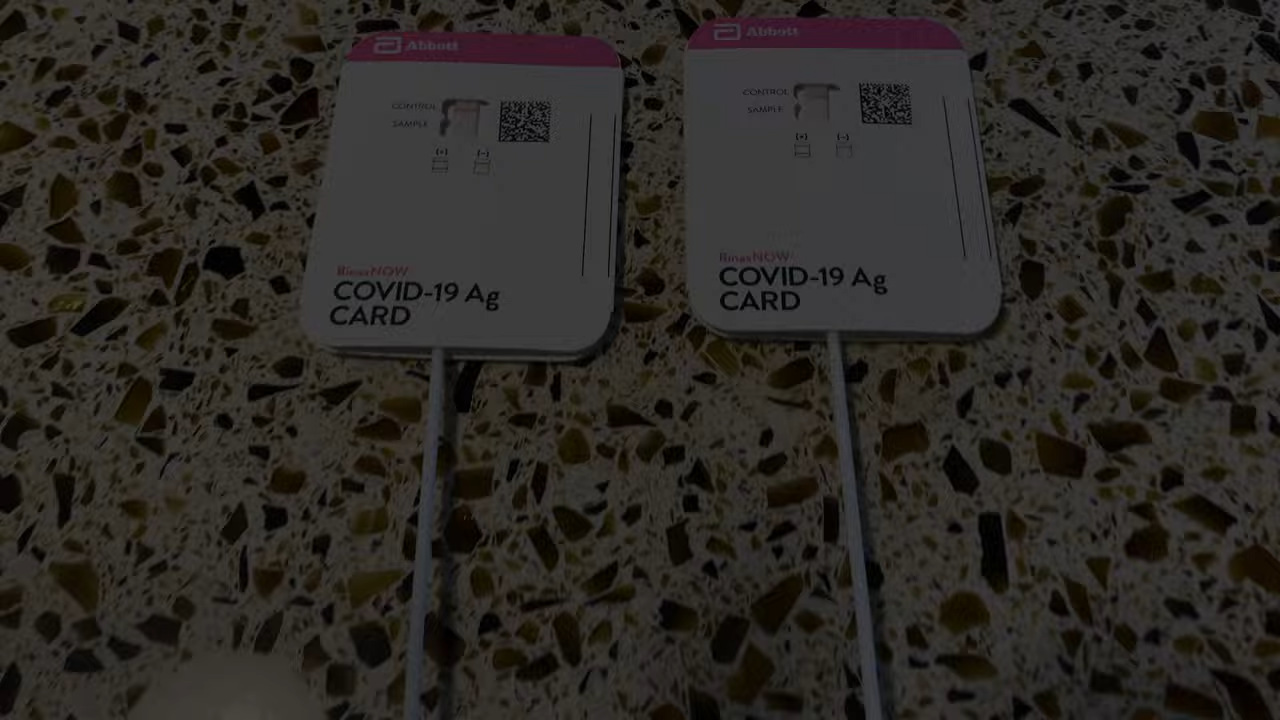 Abbott
CONTROL
SAMPLE
(+) (-)
BinaxNOW
COVID-19 Ag
CARD
Abbott
CONTROL
SAMPLE
(+) (-)
BinaxNOW
COVID-19 Ag
CARD